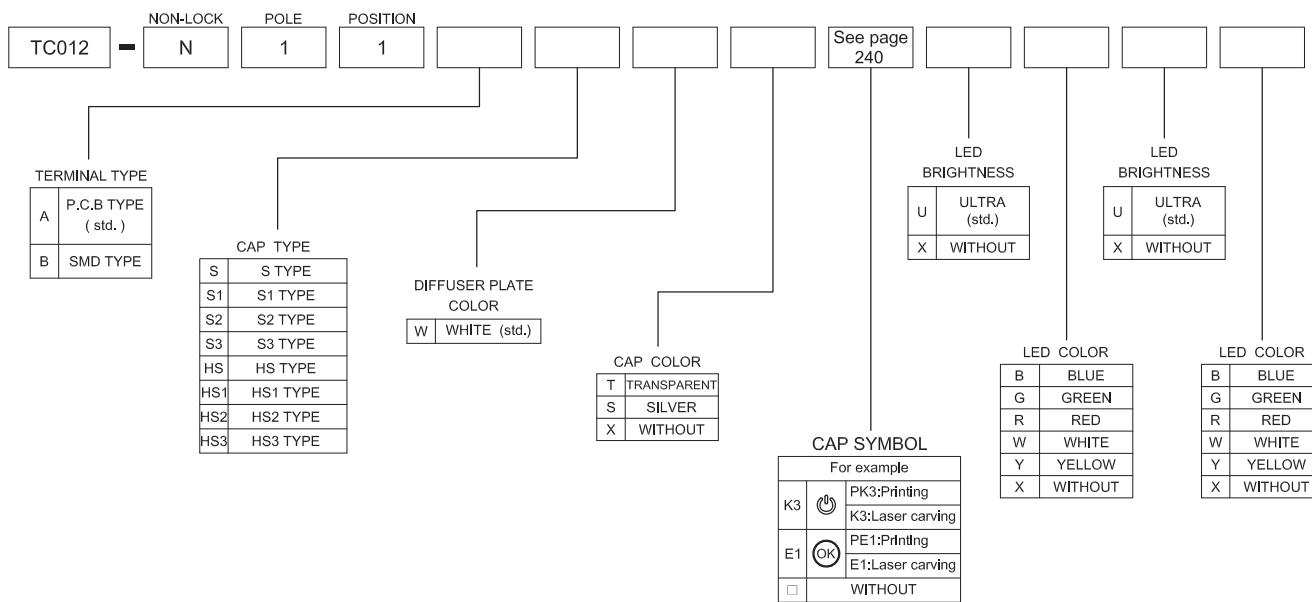 NON-LOCK POLE POSITION
TC012 - N 1 1 See page
240
TERMINAL TYPE
A P.C.B TYPE
( std. )
B SMD TYPE
CAP TYPE
S S TYPE
S1 S1 TYPE
S2 S2 TYPE
S3 S3 TYPE
HS HS TYPE
HS1 HS1 TYPE
HS2 HS2 TYPE
HS3 HS3 TYPE
DIFFUSER PLATE
COLOR
W WHITE (std.)
CAP COLOR
T TRANSPARENT
S SILVER
X WITHOUT
CAP SYMBOL
For example
K3 PK3:Printing
K3:Laser carving
E1 OK PE1:Printing
E1:Laser carving
□ WITHOUT
LED
BRIGHTNESS
U ULTRA
(std.)
X WITHOUT
LED COLOR
B BLUE
G GREEN
R RED
W WHITE
Y YELLOW
X WITHOUT
LED
BRIGHTNESS
U ULTRA
(std.)
X WITHOUT
LED COLOR
B BLUE
G GREEN
R RED
W WHITE
Y YELLOW
X WITHOUT